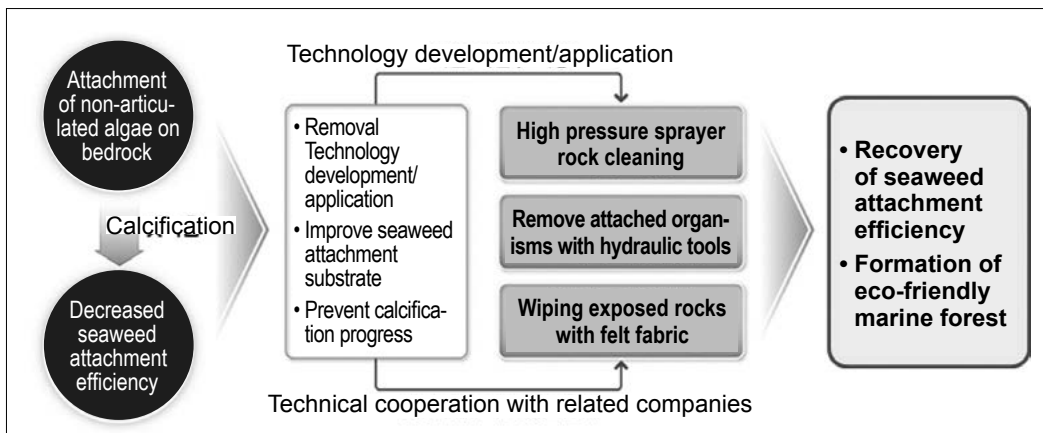 Technology development/application
Attachment
of non-articu-
lated algae on
bedrock
Calcification
Decreased
seaweed
attachment
efficiency
• Removal
Technology
development/
application
• Improve seaweed
attachment
substrate
• Prevent calcifica-
tion progress
High pressure sprayer
rock cleaning
Remove attached organ-
isms with hydraulic tools
Wiping exposed rocks
with felt fabric
Technical cooperation with related companies
• Recovery
of seaweed
attachment
efficiency
• Formation of
eco-friendly
marine forest